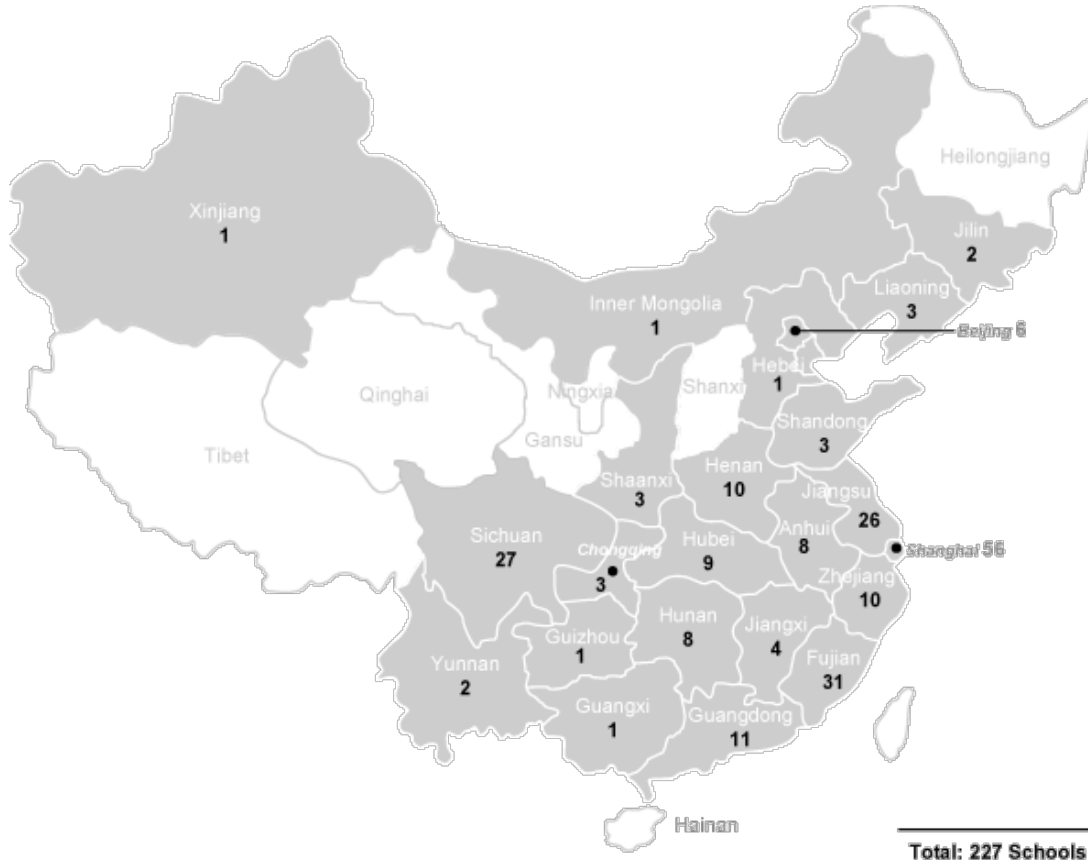 Heilongjiang
Xinjiang
1
Jilin
2
Liaoning
3
Inner Mongolia
1
Beijing 6
Hebei
1
Shanxi
Ningxia
Qinghai
Gansu
Tibet
Shandong
3
Henan
10
Shaanxi
3
Jiangsu
26
Anhui
8
Sichuan
27
Chongqing
3
Hubei
9
Shanghai 56
Zhejiang
10
Hunan
8
Jiangxi
4
Guizhou
1
Fujian
31
Yunnan
2
Guangxi
1
Guangdong
11
Hainan
Total: 227 Schools